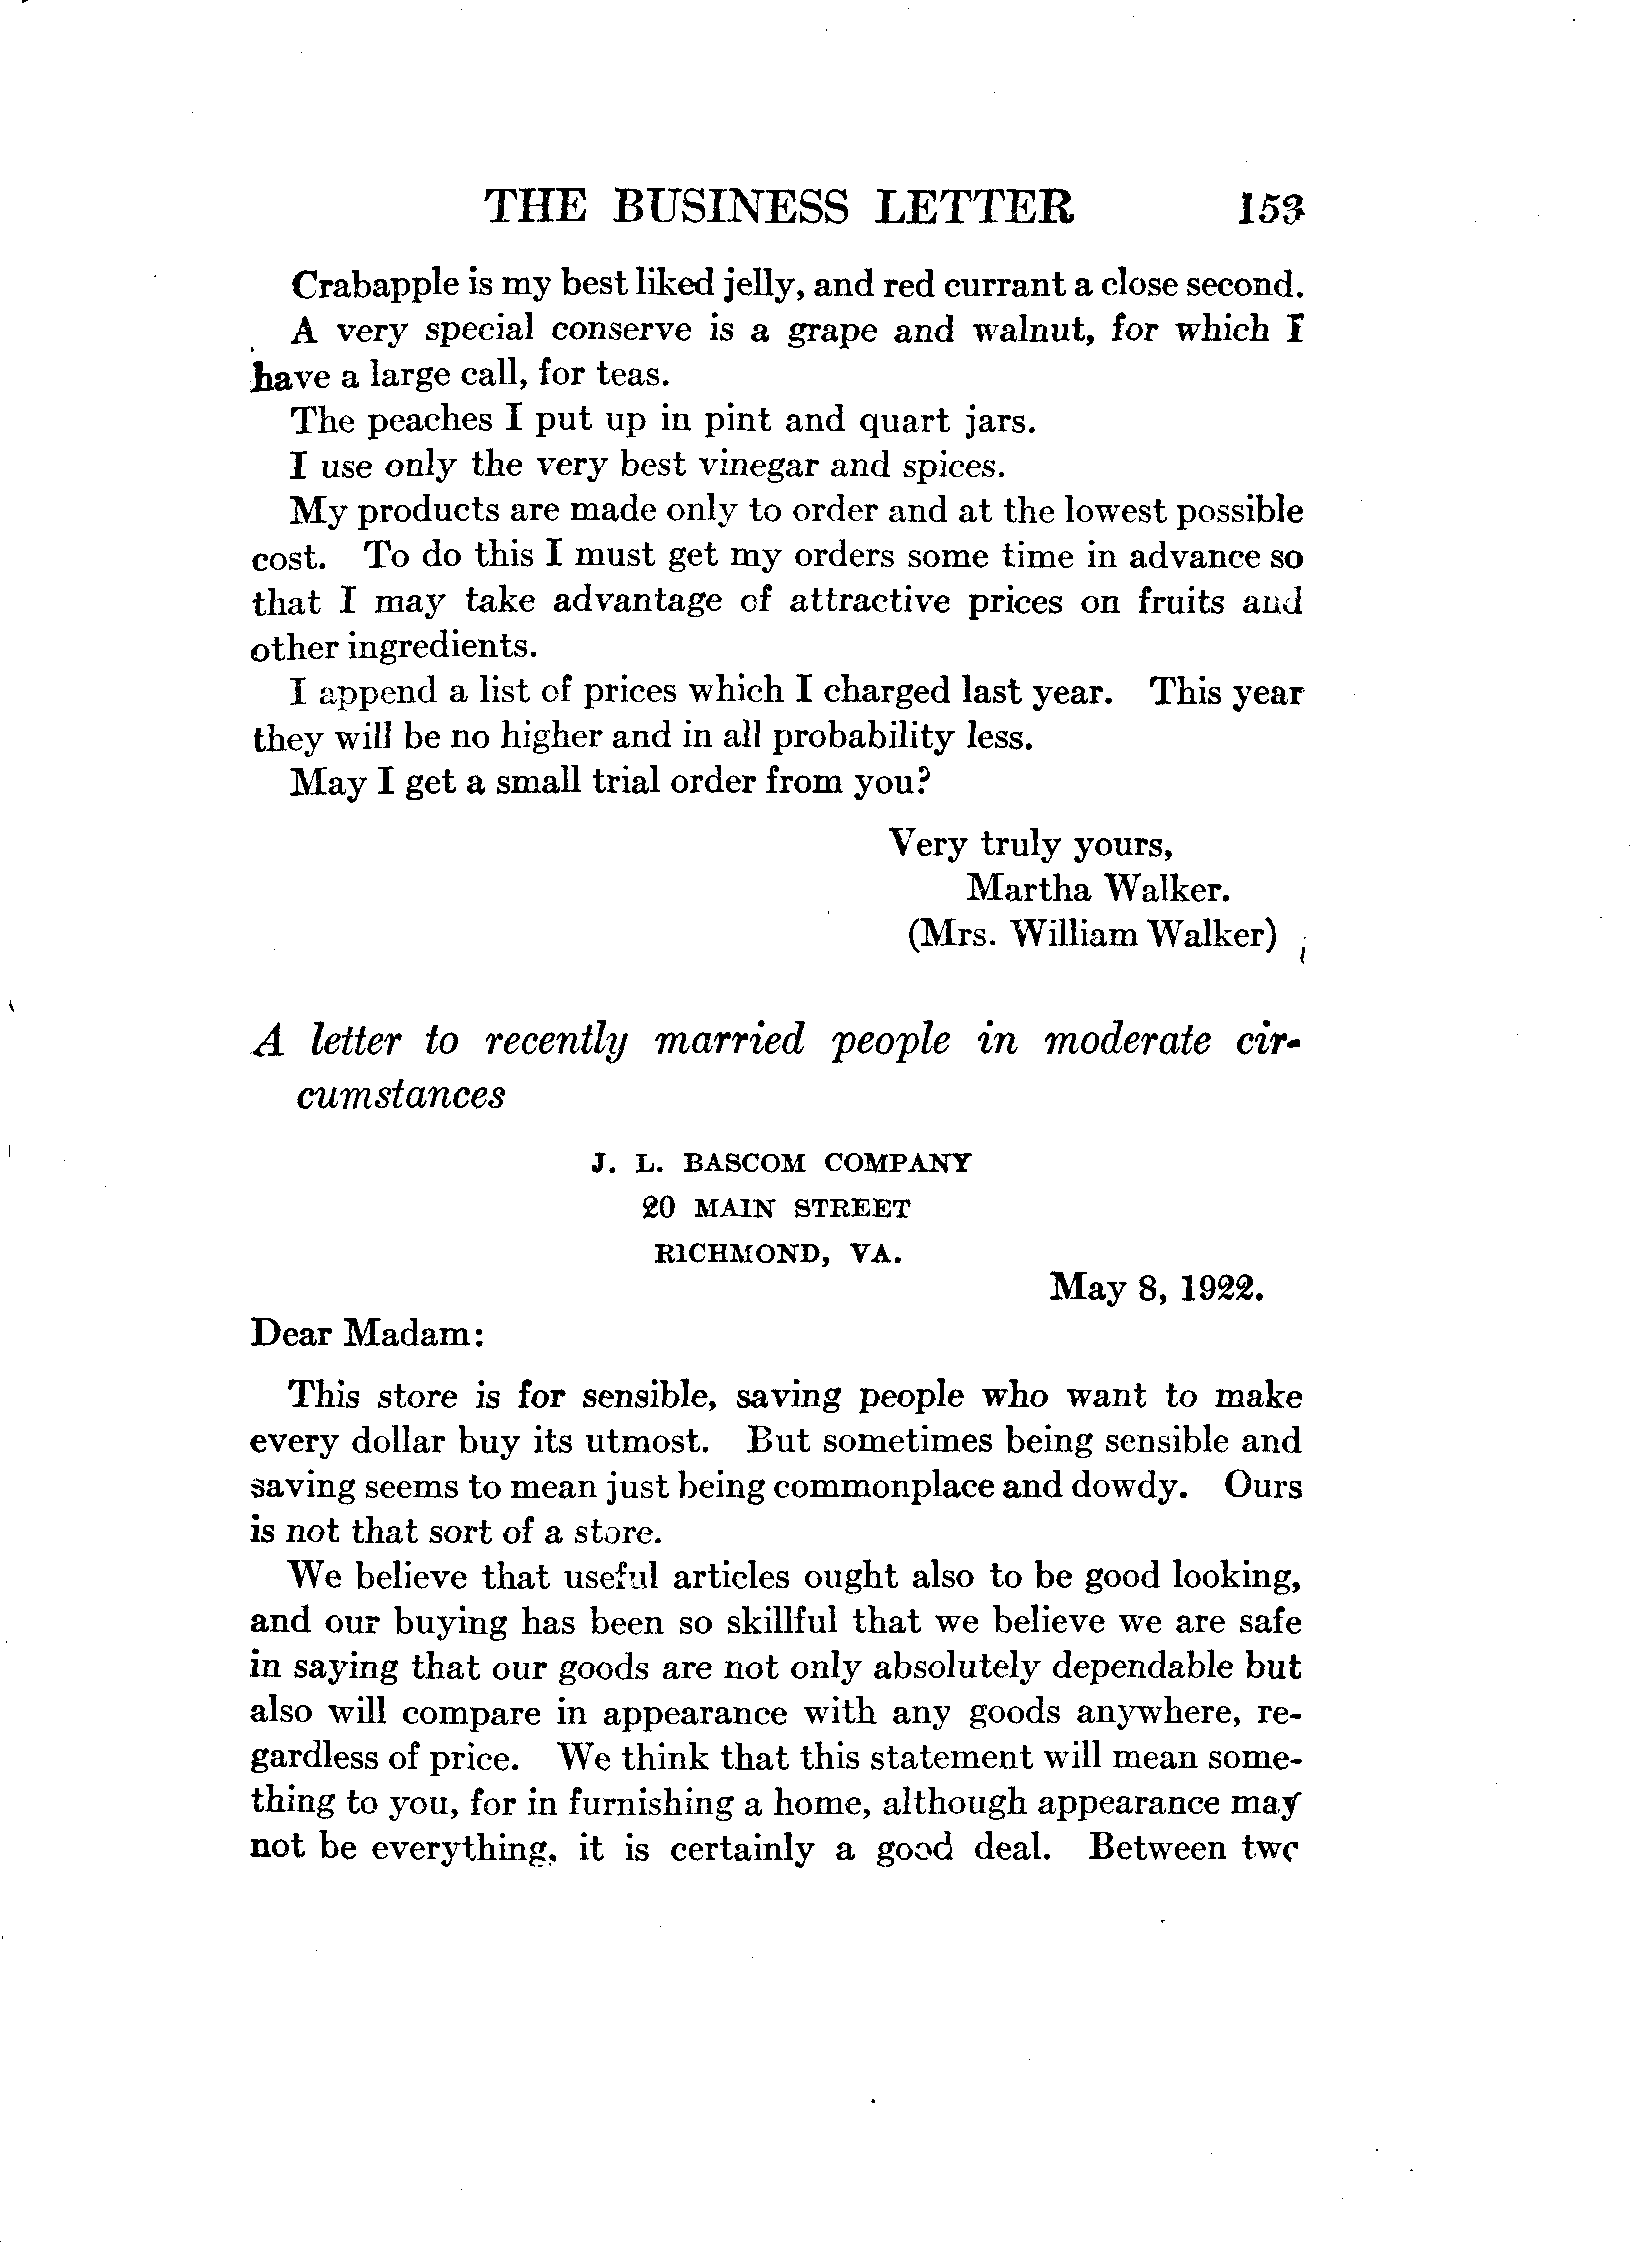 THE BUSINESS LETTER 153
Crabapple is my best liked jelly, and red currant a close second.
A very special conserve is a grape and walnut, for which I
have a large call, for teas.
The peaches I put up in pint and quart jars.
I use only the very best vinegar and spices.
My products are made only to order and at the lowest possible
cost. To do this I must get my orders some time in advance so
that I may take advantage of attractive prices on fruits and
other ingredients.
I append a list of prices which I charged last year. This year
they will be no higher and in all probability less.
May I get a small trial order from you?
Very truly yours,
Martha Walker.
(Mrs. William Walker)
A letter to recently married people in moderate cir-
cumstances
J. L. BASCOM COMPANY
20 MAIN STREET
RICHMOND, VA.
May 8, 1922.
Dear Madam:
This store is for sensible, saving people who want to make
every dollar buy its utmost. But sometimes being sensible and
saving seems to mean just being commonplace and dowdy. Ours
is not that sort of a store.
We believe that useful articles ought also to be good looking,
and our buying has been so skillful that we believe we are safe
in saying that our goods are not only absolutely dependable but
also will compare in appearance with any goods anywhere, re-
gardless of price. We think that this statement will mean some-
thing to you, for in furnishing a home, although appearance may
not be everything, it is certainly a good deal. Between two